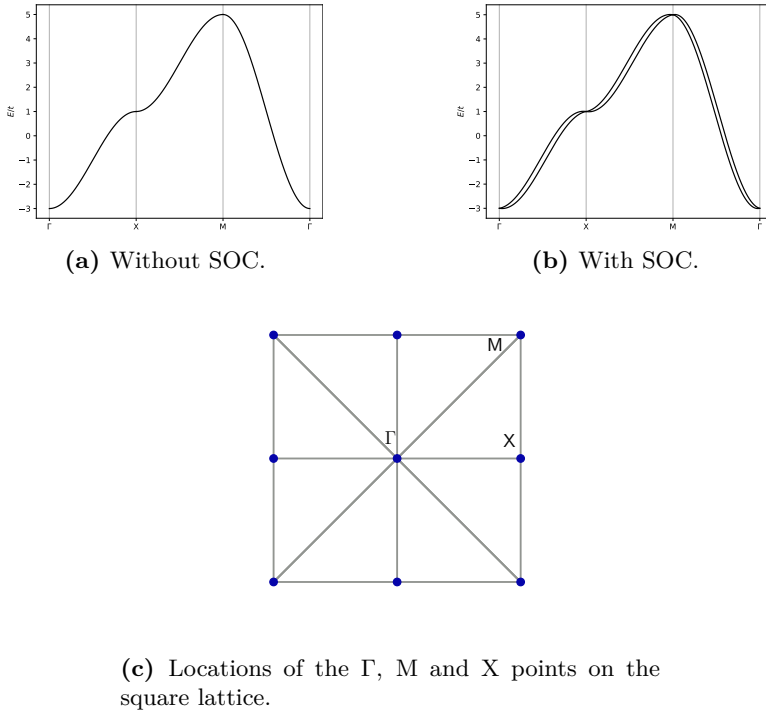 5
4
3
2
1
0
−1
−2
−3
E/t
Γ
X
M
Γ
5
4
3
2
1
0
−1
−2
−3
E/t
Γ
X
M
Γ
(a) Without SOC.
(b) With SOC.
M
Γ
X
(c) Locations of the Γ, M and X points on the
square lattice.